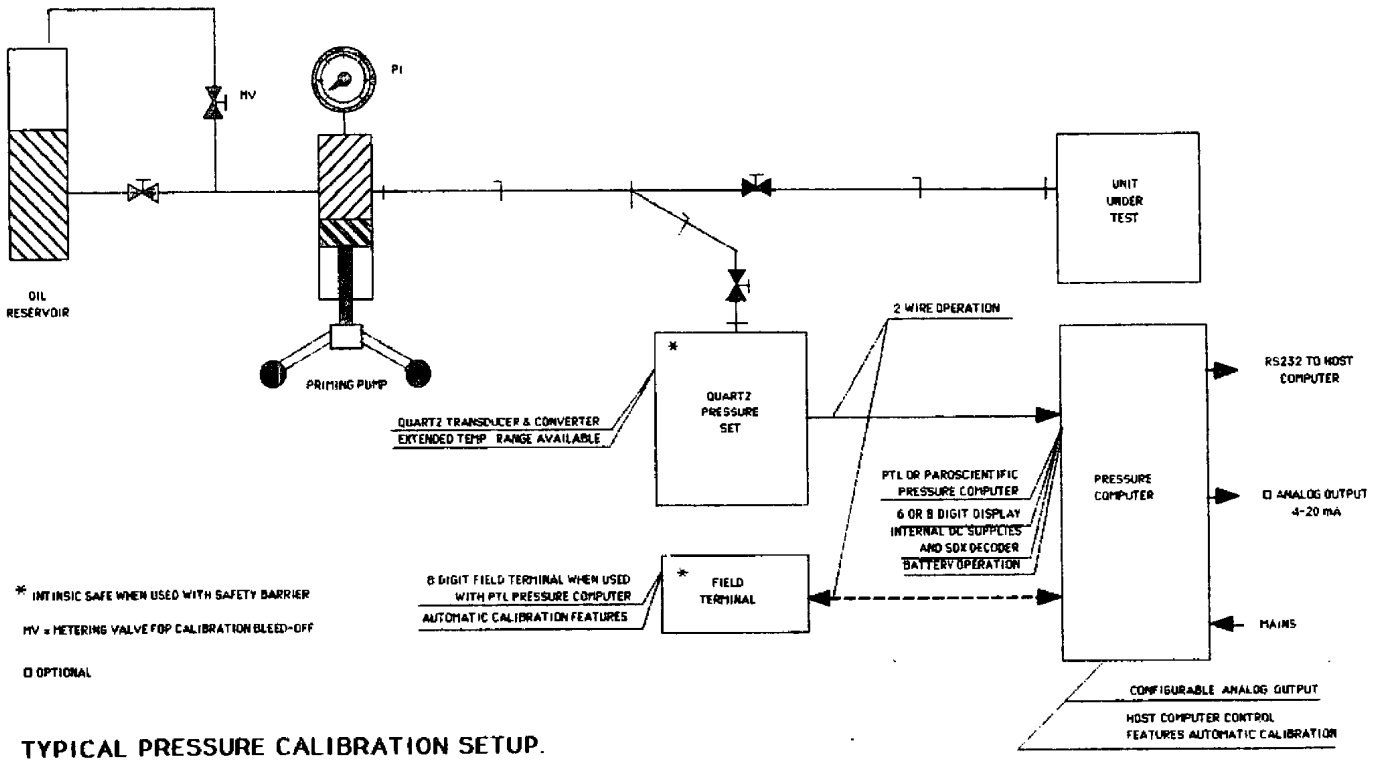 MV
PI
OIL
RESERVOIR
PRIMING PUMP
UNIT
UNDER
TEST
2 WIRE OPERATION
*
QUARTZ
PRESSURE
SET
QUARTZ TRANSDUCER & CONVERTER
EXTENDED TEMP RANGE AVAILABLE
RS232 TO HOST
COMPUTER
PRESSURE
COMPUTER
PTL OR PAROSCIENTIFIC
PRESSURE COMPUTER
6 OR 8 DIGIT DISPLAY
INTERNAL DC SUPPLIES
AND SDX DECODER
BATTERY OPERATION
□ ANALOG OUTPUT
4-20 mA
* FIELD
TERMINAL
8 DIGIT FIELD TERMINAL WHEN USED
WITH PTL PRESSURE COMPUTER
AUTOMATIC CALIBRATION FEATURES
MAINS
* INTINSIC SAFE WHEN USED WITH SAFETY BARRIER
MV = METERING VALVE FOP CALIBRATION BLEED-OFF
□ OPTIONAL
CONFIGURABLE ANALOG OUTPUT
HOST COMPUTER CONTROL
FEATURES AUTOMATIC CALIBRATION
TYPICAL PRESSURE CALIBRATION SETUP.